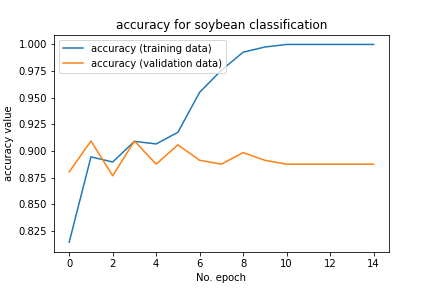 accuracy for soybean classification
accuracy (training data)
accuracy (validation data)
accuracy value
1.000
0.975
0.950
0.925
0.900
0.875
0.850
0.825
0 2 4 6 8 10 12 14
No. epoch